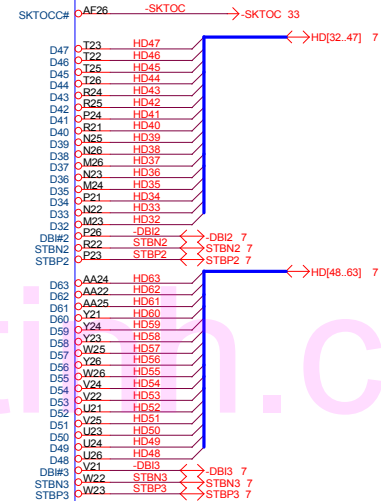 SKTOCC# AF26 -SKTOC -SKTOC 33
HD[32..47] 7
D47 T23 HD47
D46 T22 HD46
D45 T25 HD45
D44 T26 HD44
D43 R24 HD43
D42 R25 HD42
D41 P24 HD41
D40 R21 HD40
D39 N25 HD39
D38 N26 HD38
D37 M26 HD37
D36 N23 HD36
D35 M24 HD35
D34 P21 HD34
D33 N22 HD33
D32 M23 HD32
DBI#2 P26 -DBI2 -DBI2 7
STBN2 R22 STBN2 STBN2 7
STBP2 P23 STBP2 STBP2 7
HD[48..63] 7
D63 AA24 HD63
D62 AA22 HD62
D61 AA25 HD61
D60 Y21 HD60
D59 Y24 HD59
D58 Y23 HD58
D57 W25 HD57
D56 Y26 HD56
D55 W26 HD55
D54 V24 HD54
D53 V22 HD53
D52 U21 HD52
D51 V25 HD51
D50 U23 HD50
D49 U24 HD49
D48 U26 HD48
DBI#3 V21 -DBI3 -DBI3 7
STBN3 W22 STBN3 STBN3 7
STBP3 W23 STBP3 STBP3 7
tinh.c